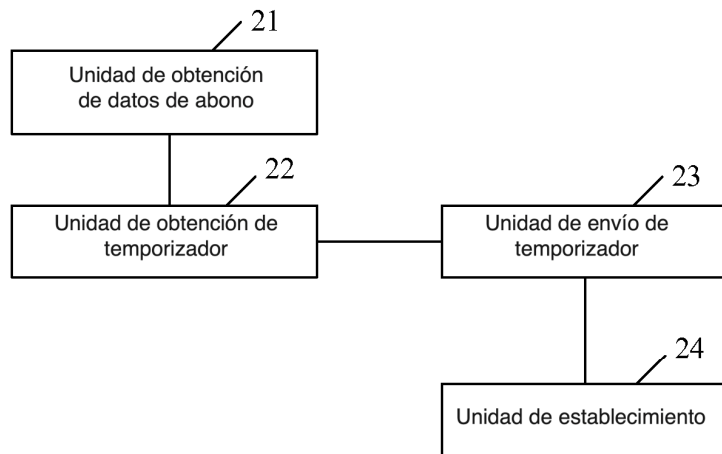 21
Unidad de obtención
de datos de abono
22
Unidad de obtención de
temporizador
23
Unidad de envío de
temporizador
24
Unidad de establecimiento